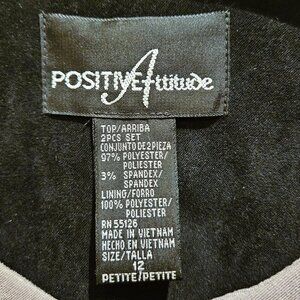 POSITIVE Attitude
TOP/ARRIBA
2PCS SET
CONJUNTO DE 2 PIEZA
97% POLYESTER/
POLIESTER
3% SPANDEX/
SPANDEX
LINING/FORRO
100% POLYESTER/
POLIESTER
RN 55126
MADE IN VIETNAM
HECHO EN VIETNAM
SIZE/TALLA
12
PETITE/PETITE